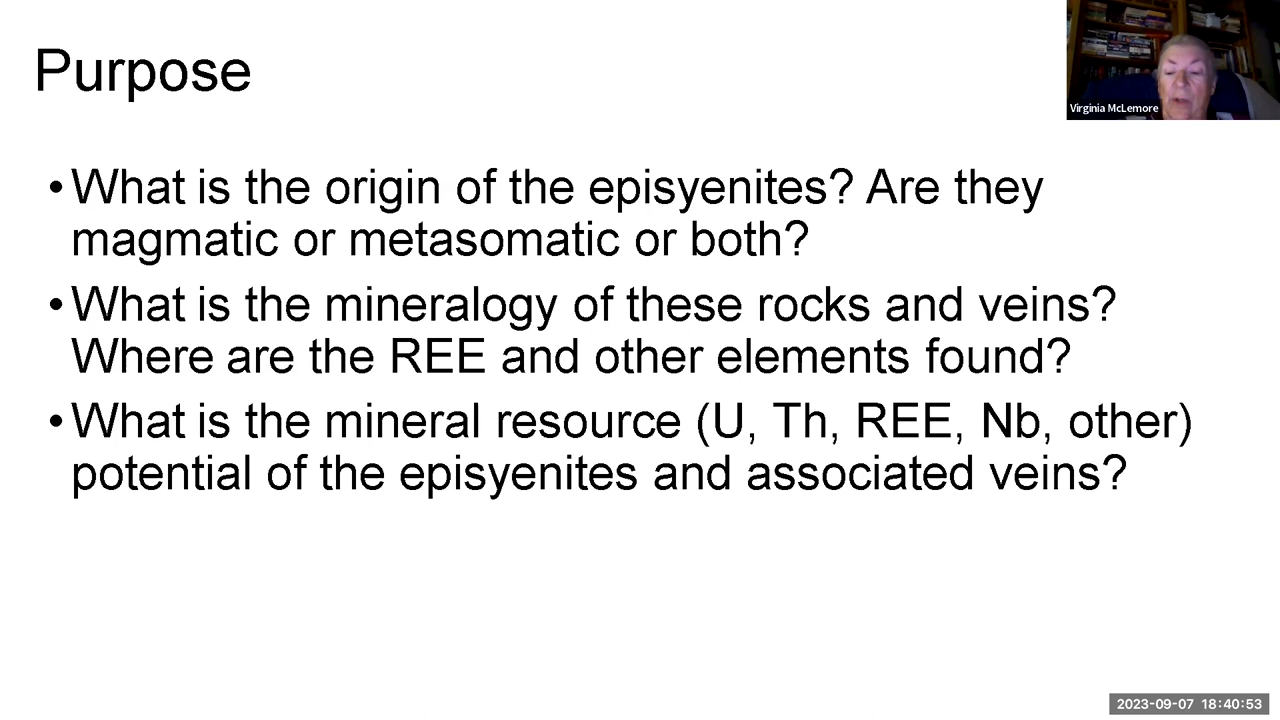 Purpose
Virginia McLemore
• What is the origin of the episyenites? Are they
magmatic or metasomatic or both?
• What is the mineralogy of these rocks and veins?
Where are the REE and other elements found?
• What is the mineral resource (U, Th, REE, Nb, other)
potential of the episyenites and associated veins?
2023-09-07 18:40:53